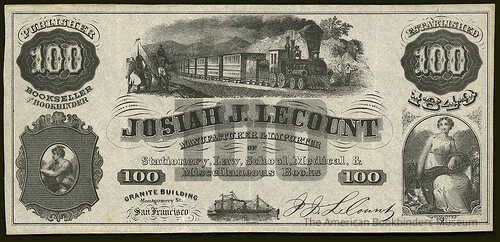 PUBLISHER
100
BOOKSELLER
AND BOOKBINDER
ESTABLISHED
100
JOSIAH J. LECOUNT
MANUFACTURER & IMPORTER
OF
Stationery, Law, School, Medical, &
Miscellaneous Books
100
100
GRANITE BUILDING
Montgomery St.
San Francisco
J. J. LeCount
The American Bookbinders Museum